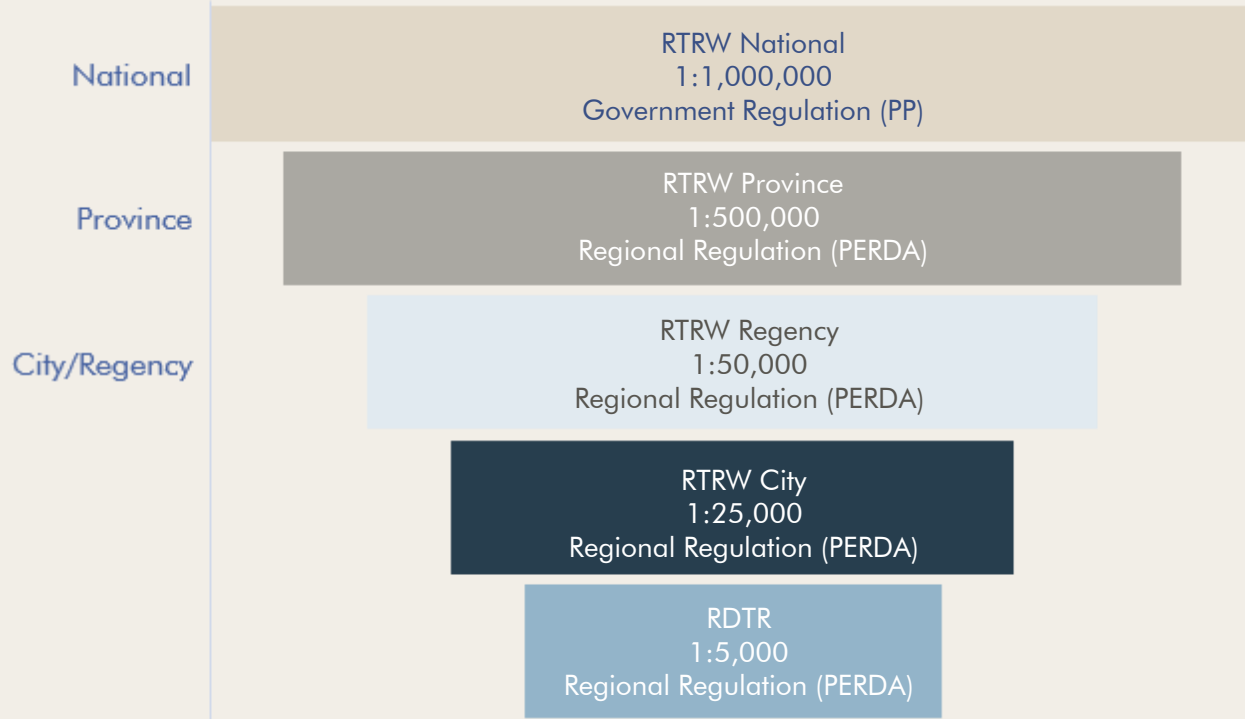 National
RTRW National
1:1,000,000
Government Regulation (PP)
Province
RTRW Province
1:500,000
Regional Regulation (PERDA)
City/Regency
RTRW Regency
1:50,000
Regional Regulation (PERDA)
RTRW City
1:25,000
Regional Regulation (PERDA)
RDTR
1:5,000
Regional Regulation (PERDA)